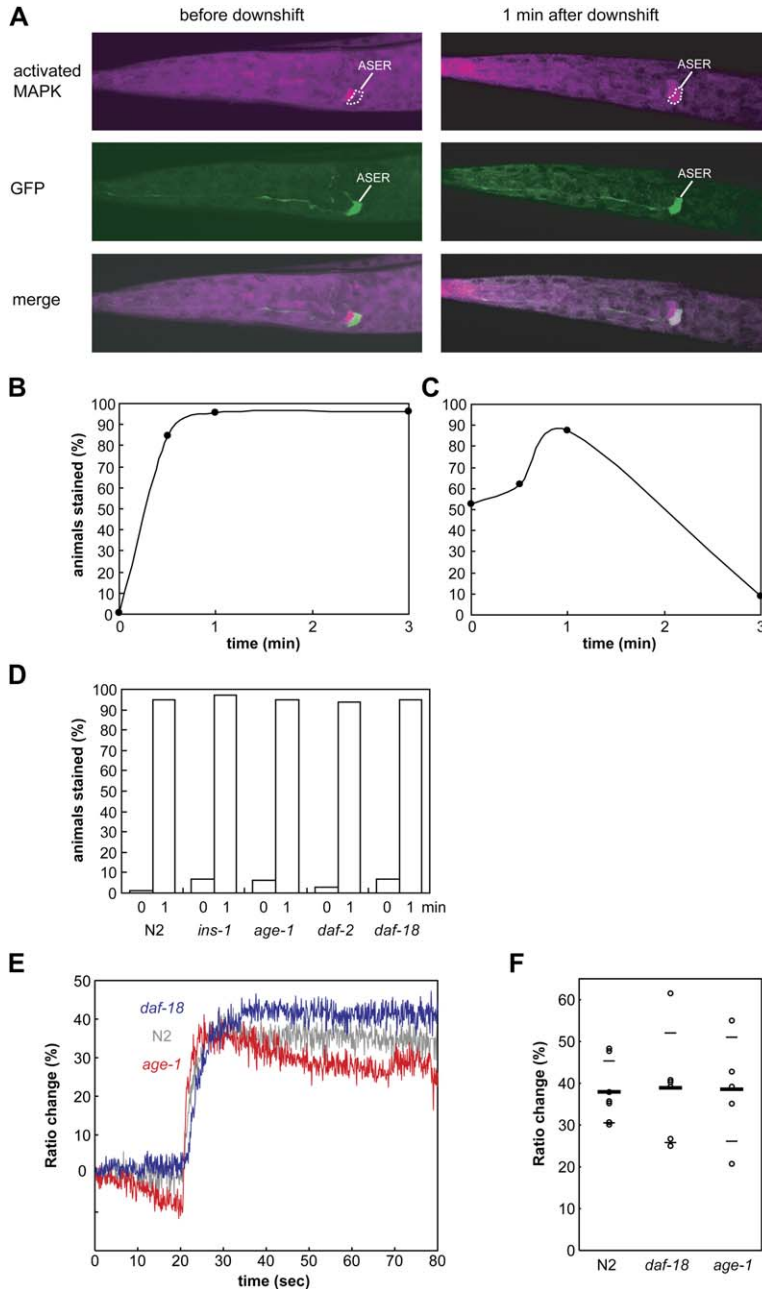 A
before downshift
1 min after downshift
activated
MAPK
ASER
ASER
GFP
ASER
ASER
merge
B
C
100
90
80
70
60
50
40
30
20
10
0
animals stained (%)
0 1 2 3
time (min)
100
90
80
70
60
50
40
30
20
10
0
0 1 2 3
time (min)
D
100
90
80
70
60
50
40
30
20
10
0
animals stained (%)
0 1 0 1 0 1 0 1 0 1 min
N2 ins-1 age-1 daf-2 daf-18
E
50
40
30
20
10
0
Ratio change (%)
daf-18
N2
age-1
0 10 20 30 40 50 60 70 80
time (sec)
F
60
50
40
30
20
10
0
Ratio change (%)
N2 daf-18 age-1